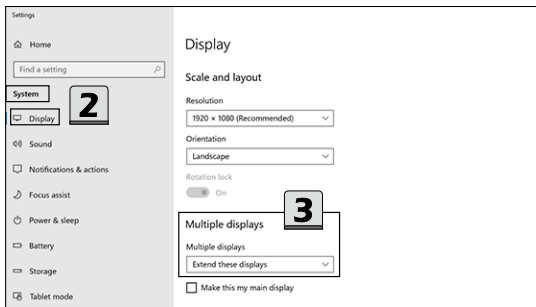 Settings
Home
Find a setting
System
2
Display
Sound
Notifications & actions
Focus assist
Power & sleep
Battery
Storage
Tablet mode
Display
Scale and layout
Resolution
1920 × 1080 (Recommended)
Orientation
Landscape
Rotation lock
On
3
Multiple displays
Multiple displays
Extend these displays
Make this my main display